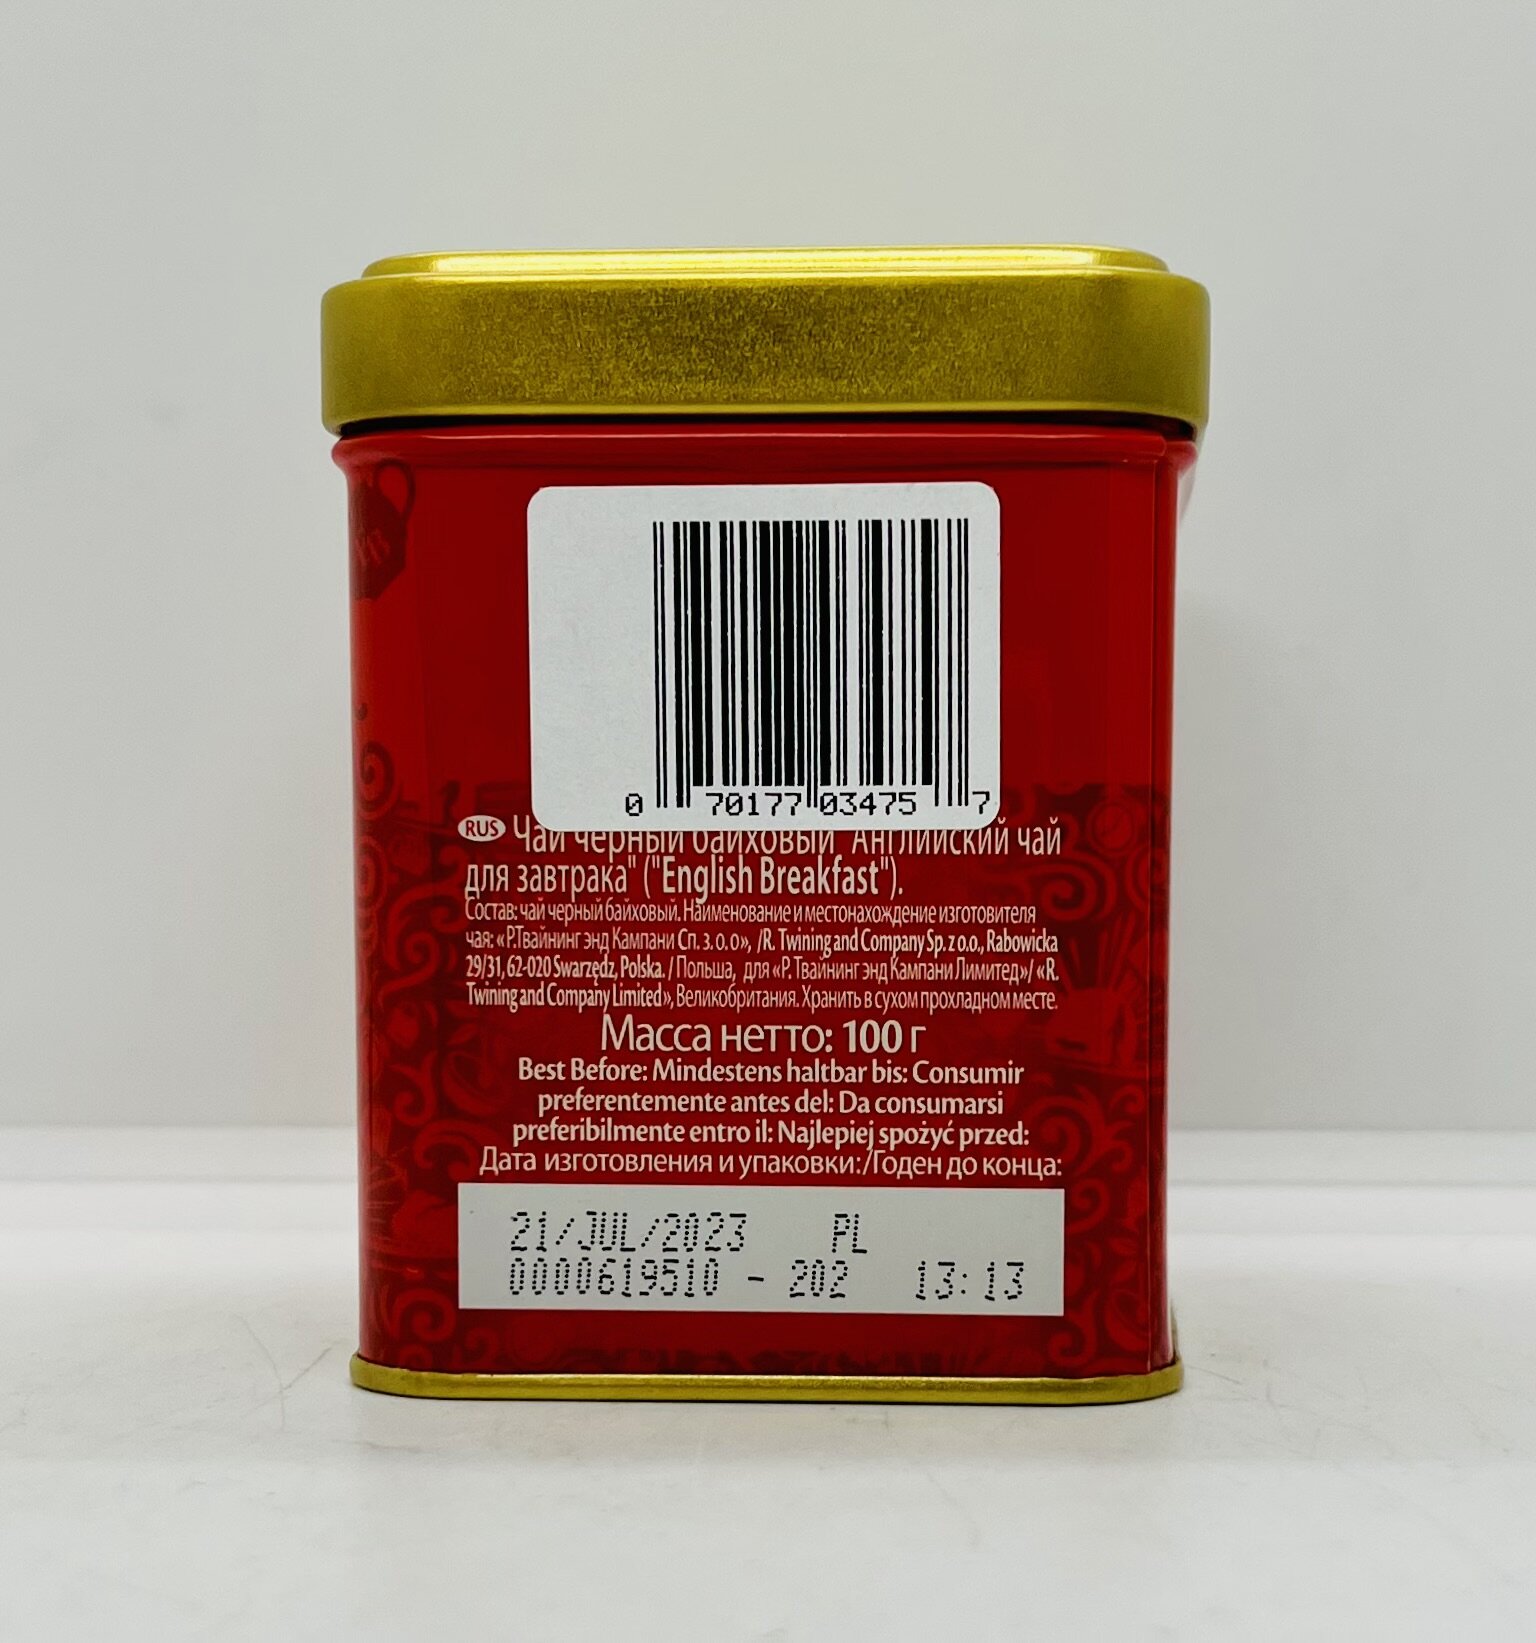 0 70177 03475 7
RUS Чай черный байховый "Английский чай
для завтрака" ("English Breakfast").
Состав: чай черный байховый. Наименование и местонахождение изготовителя
чая: «Р.Твайнинг энд Кампани Сп. з. о. о», /R. Twining and Company Sp. z o.o., Rabowicka
29/31, 62-020 Swarzędz, Polska. / Польша, для «Р. Твайнинг энд Кампани Лимитед»/ «R.
Twining and Company Limited», Великобритания. Хранить в сухом прохладном месте.
Масса нетто: 100 г
Best Before: Mindestens haltbar bis: Consumir
preferentemente antes del: Da consumarsi
preferibilmente entro il: Najlepiej spożyć przed:
Дата изготовления и упаковки:/Годен до конца:
21/JUL/2023 PL
0000619510 - 202 13:13